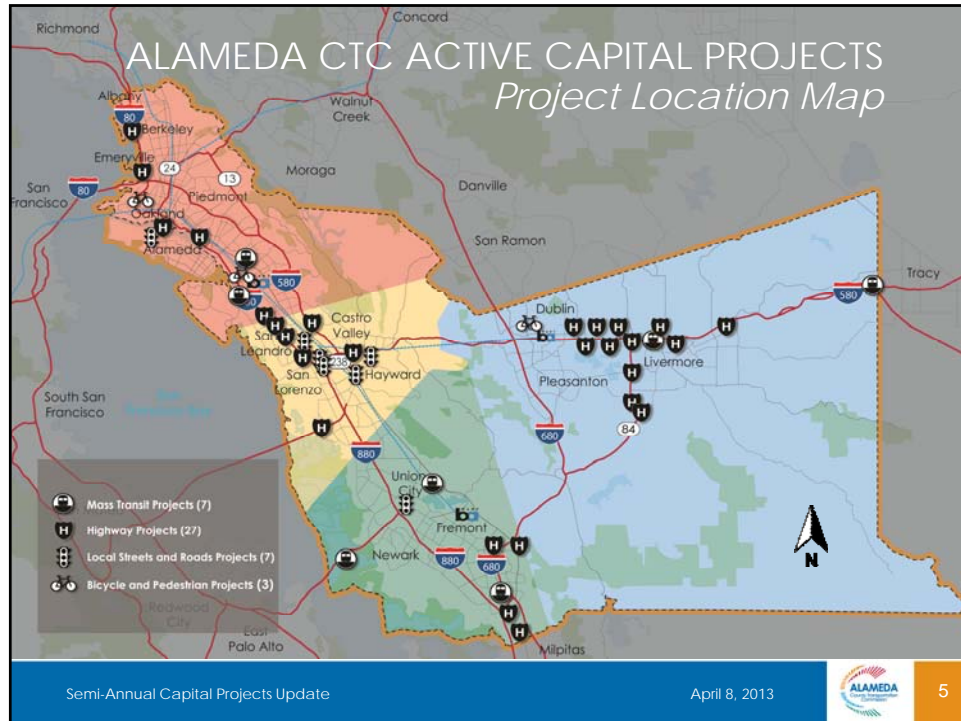 ALAMEDA CTC ACTIVE CAPITAL PROJECTS
Project Location Map
Richmond
Concord
Albany
80
H
Berkeley
Walnut
Creek
Emeryville
H
24
13
Moraga
San
Francisco
80
Piedmont
Danville
Oakland
H
Alameda
H
San Ramon
Tracy
580
580
Dublin
Castro
Valley
San
Leandro
238
Livermore
San
Lorenzo
Hayward
Pleasanton
South San
Francisco
84
680
880
Union
City
Fremont
Newark
880
680
N
Mass Transit Projects (7)
Highway Projects (27)
Local Streets and Roads Projects (7)
Bicycle and Pedestrian Projects (3)
Redwood
City
East
Palo Alto
Milpitas
Semi-Annual Capital Projects Update
April 8, 2013
ALAMEDA
County Transportation
Commission
5